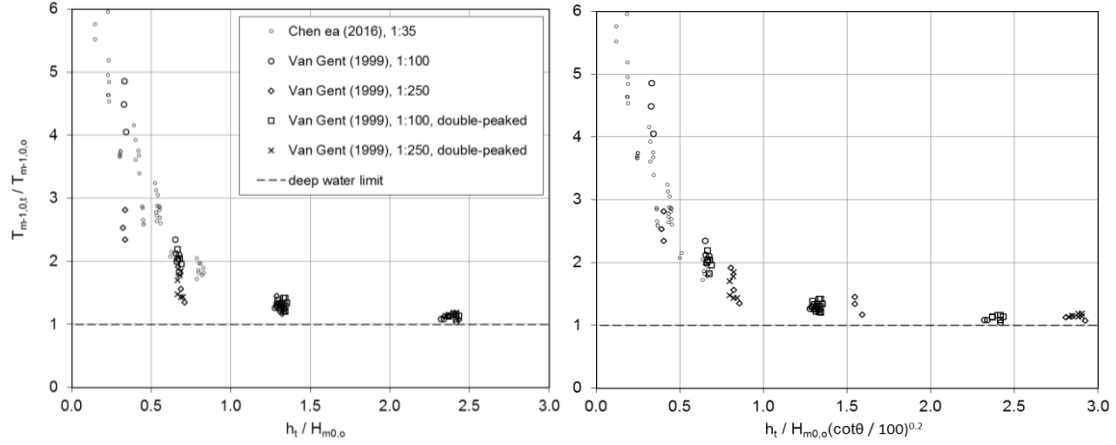 6
5
4
3
2
1
0
T_{m-1,0,t} / T_{m-1,0,o}
Chen ea (2016), 1:35
Van Gent (1999), 1:100
Van Gent (1999), 1:250
Van Gent (1999), 1:100, double-peaked
Van Gent (1999), 1:250, double-peaked
deep water limit
0.0 0.5 1.0 1.5 2.0 2.5 3.0
h_t / H_{m0,o}
6
5
4
3
2
1
0
0.0 0.5 1.0 1.5 2.0 2.5 3.0
h_t / H_{m0,o}(cotθ / 100)^{0.2}